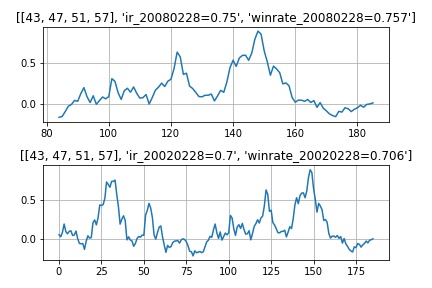 [[43, 47, 51, 57], 'ir_20080228=0.75', 'winrate_20080228=0.757']
0.5
0.0
80 100 120 140 160 180
[[43, 47, 51, 57], 'ir_20020228=0.7', 'winrate_20020228=0.706']
0.5
0.0
0 25 50 75 100 125 150 175